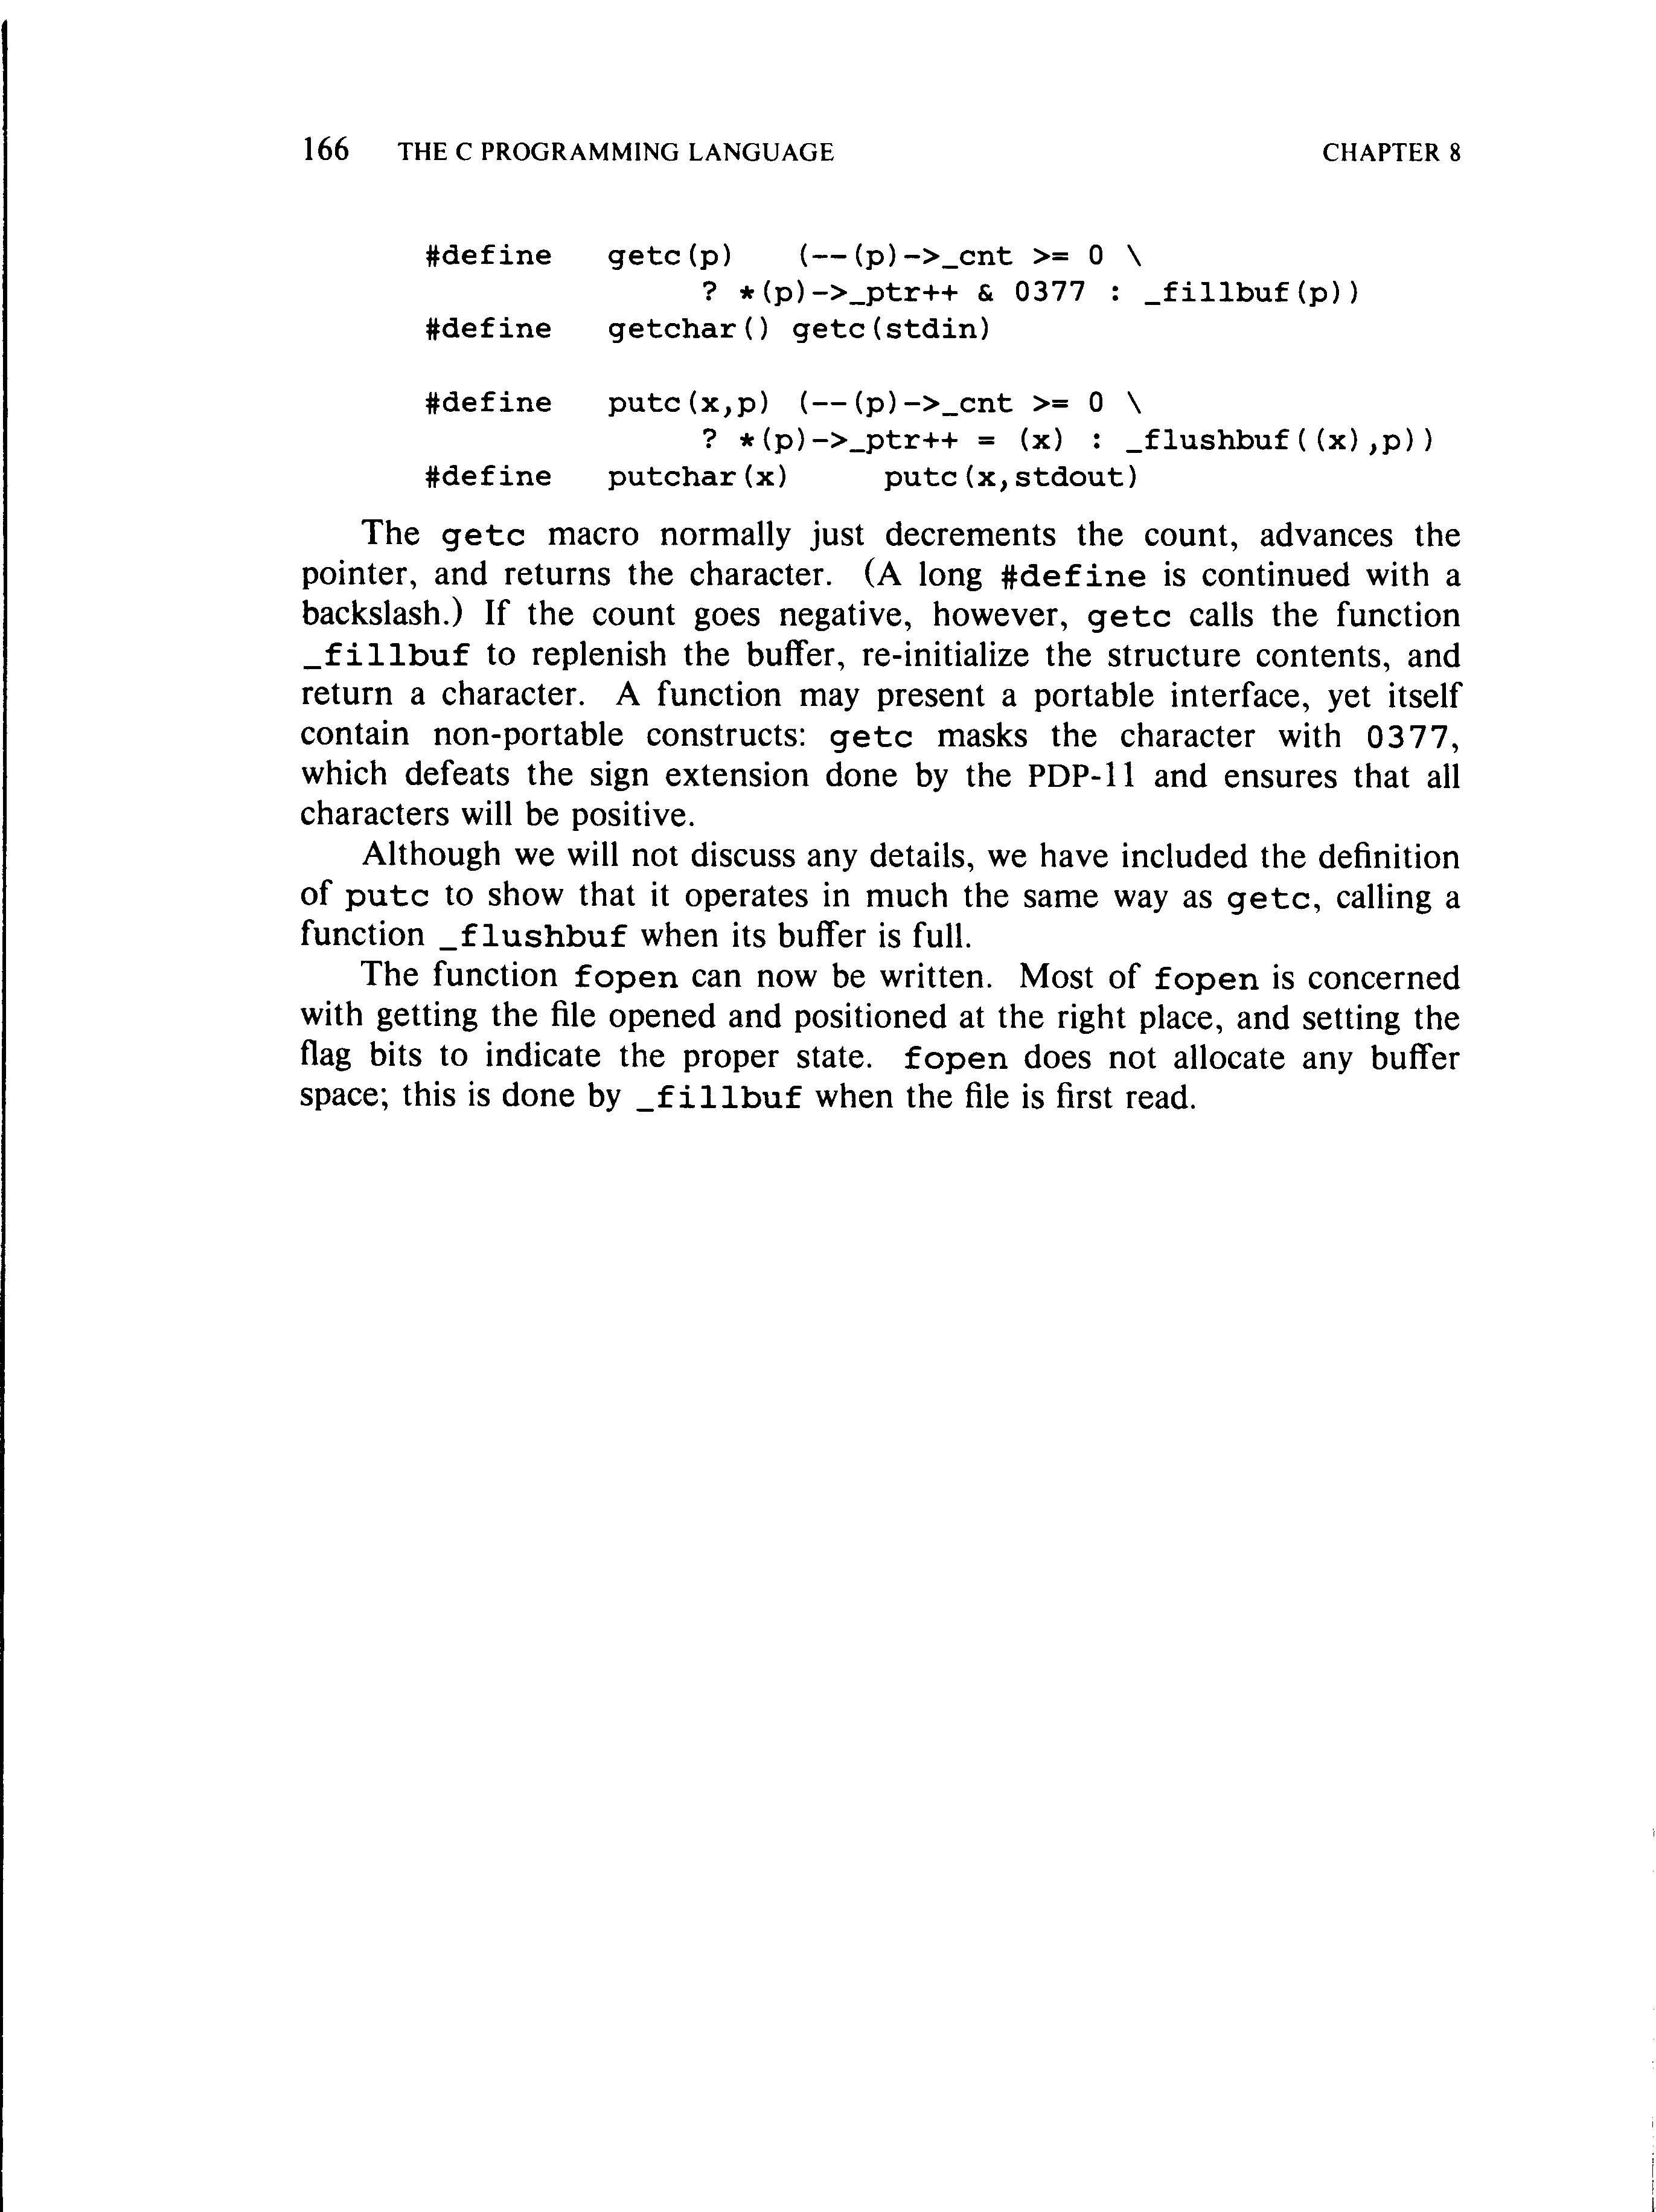 166 THE C PROGRAMMING LANGUAGE CHAPTER 8
#define getc(p) (--(p)->_cnt >= 0 \
? *(p)->_ptr++ & 0377 : _fillbuf(p))
#define getchar() getc(stdin)
#define putc(x,p) (--(p)->_cnt >= 0 \
? *(p)->_ptr++ = (x) : _flushbuf((x),p))
#define putchar(x) putc(x,stdout)
The getc macro normally just decrements the count, advances the
pointer, and returns the character. (A long #define is continued with a
backslash.) If the count goes negative, however, getc calls the function
_fillbuf to replenish the buffer, re-initialize the structure contents, and
return a character. A function may present a portable interface, yet itself
contain non-portable constructs: getc masks the character with 0377,
which defeats the sign extension done by the PDP-11 and ensures that all
characters will be positive.
Although we will not discuss any details, we have included the definition
of putc to show that it operates in much the same way as getc, calling a
function _flushbuf when its buffer is full.
The function fopen can now be written. Most of fopen is concerned
with getting the file opened and positioned at the right place, and setting the
flag bits to indicate the proper state. fopen does not allocate any buffer
space; this is done by _fillbuf when the file is first read.